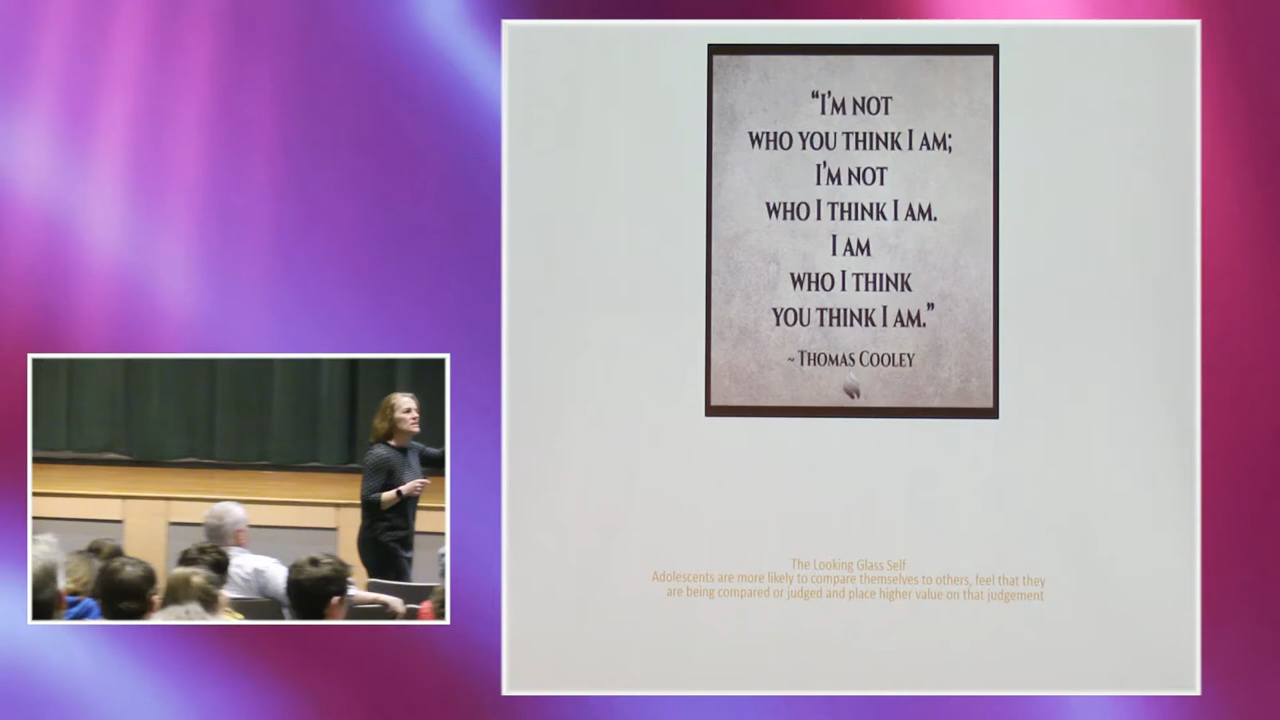 “I’M NOT
WHO YOU THINK I AM;
I’M NOT
WHO I THINK I AM.
I AM
WHO I THINK
YOU THINK I AM.”
~ THOMAS COOLEY
The Looking Glass Self
Adolescents are more likely to compare themselves to others, feel that they
are being compared or judged and place higher value on that judgement